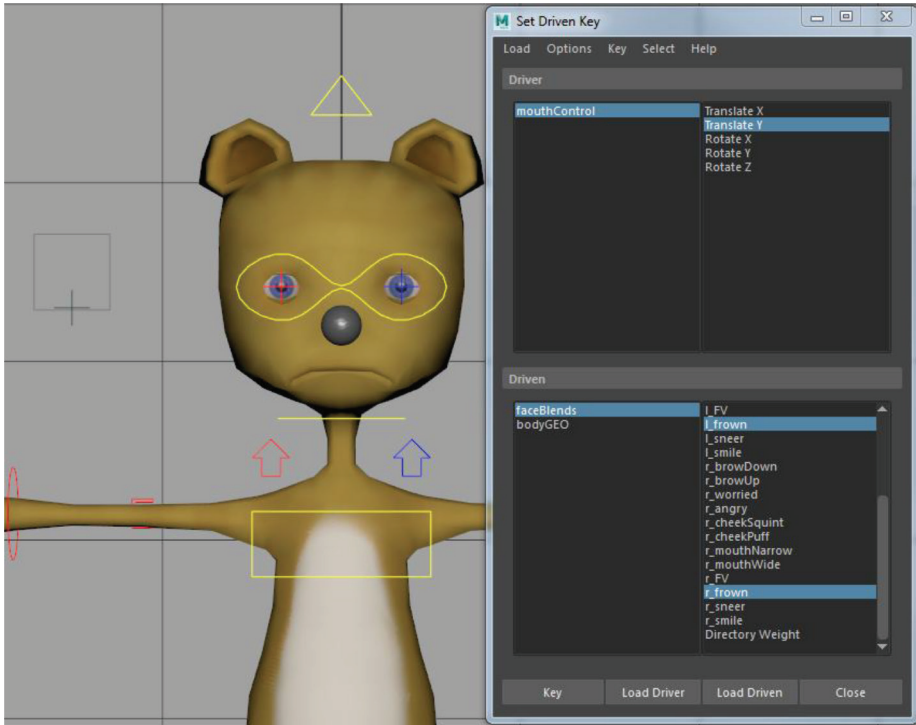 Set Driven Key
Load Options Key Select Help
Driver
mouthControl
Translate X
Translate Y
Rotate X
Rotate Y
Rotate Z
Driven
faceBlends
bodyGEO
l_FV
l_frown
l_sneer
l_smile
r_browDown
r_browUp
r_worried
r_angry
r_cheekSquint
r_cheekPuff
r_mouthNarrow
r_mouthWide
r_FV
r_frown
r_sneer
r_smile
Directory Weight
Key Load Driver Load Driven Close